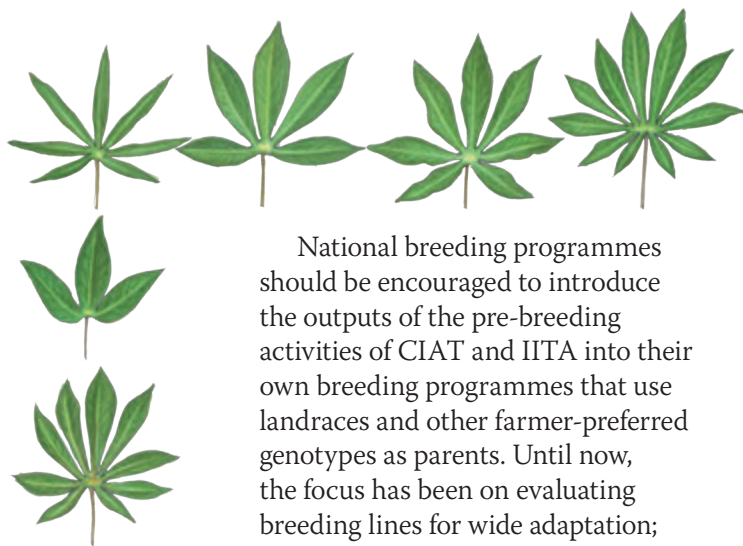 National breeding programmes
should be encouraged to introduce
the outputs of the pre-breeding
activities of CIAT and IITA into their
own breeding programmes that use
landraces and other farmer-preferred
genotypes as parents. Until now,
the focus has been on evaluating
breeding lines for wide adaptation;